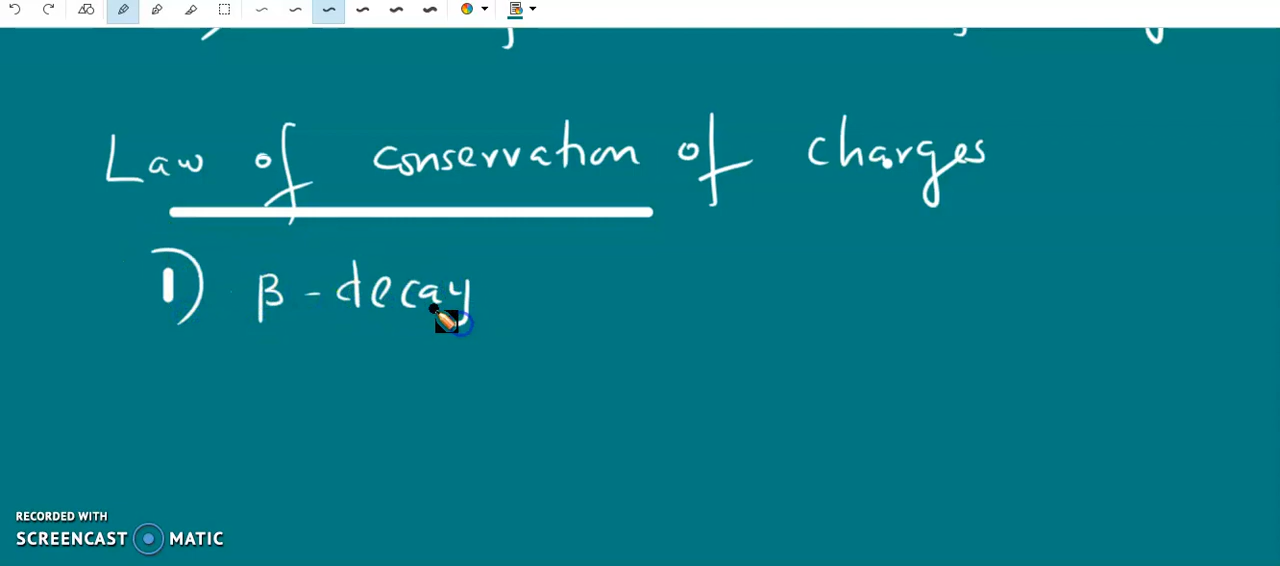 Law of conservation of charges
1) β - decay
RECORDED WITH
SCREENCAST MATIC